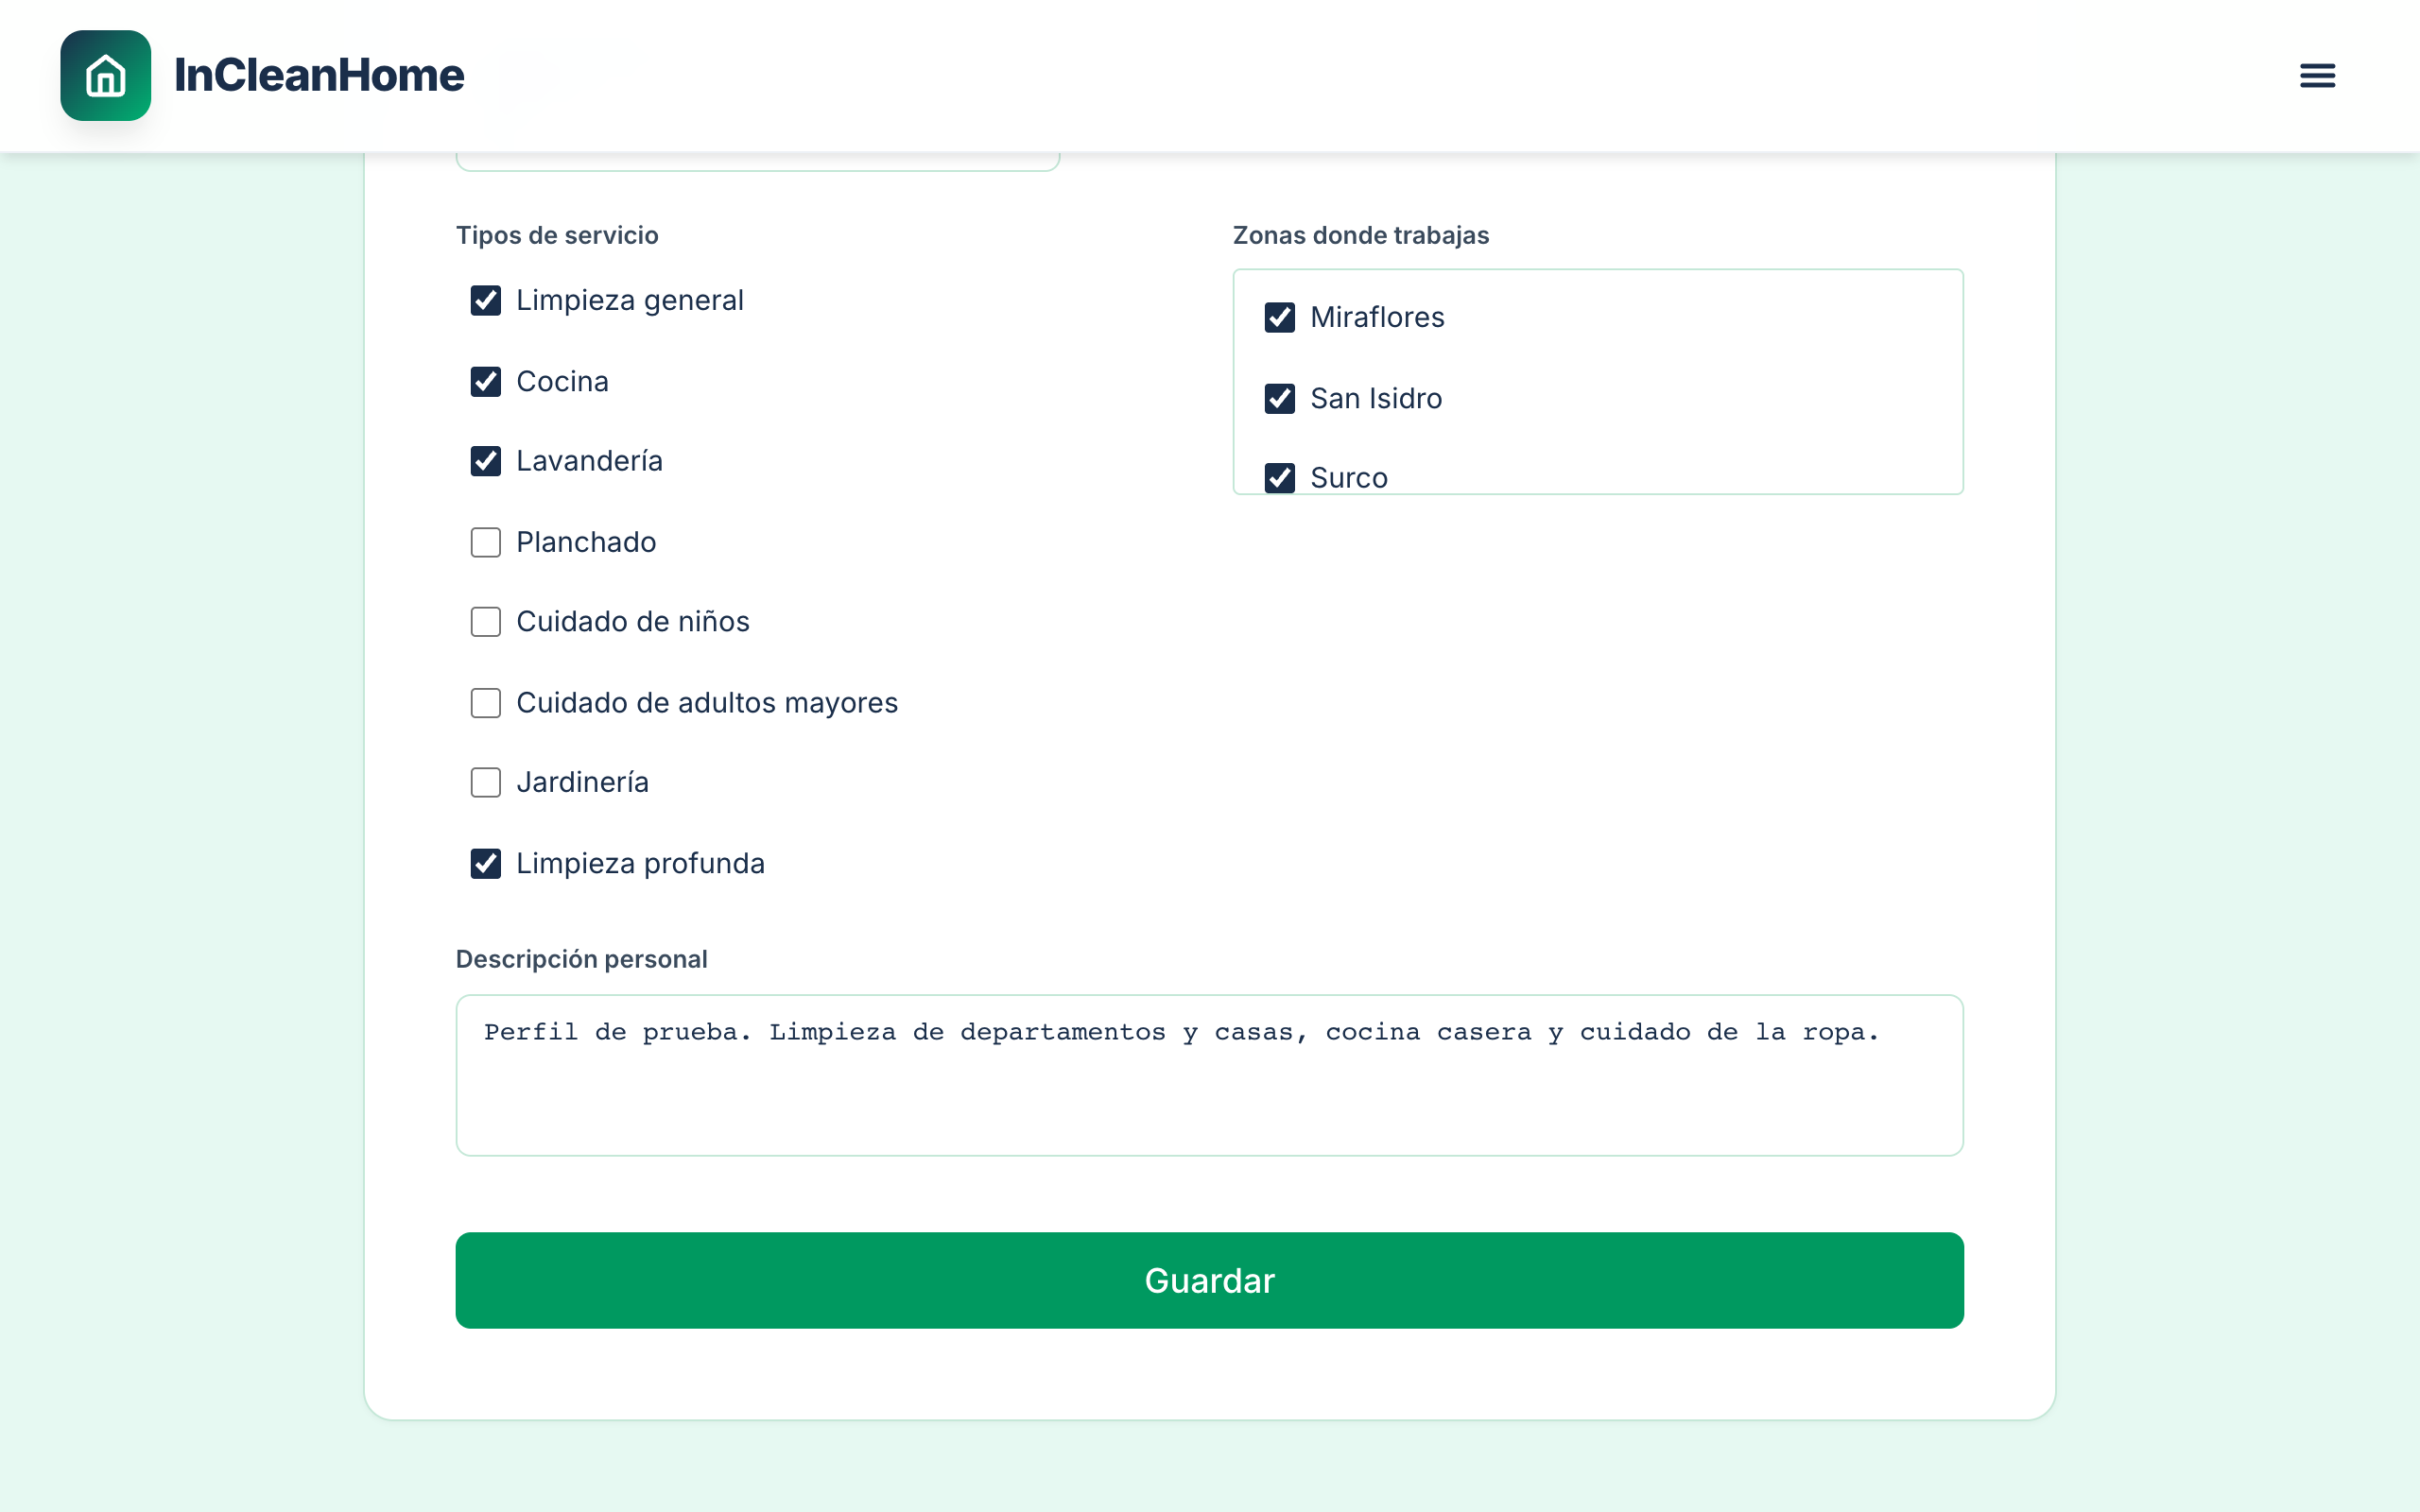 InCleanHome
Tipos de servicio
Limpieza general
Cocina
Lavandería
Planchado
Cuidado de niños
Cuidado de adultos mayores
Jardinería
Limpieza profunda
Zonas donde trabajas
Miraflores
San Isidro
Surco
Descripción personal
Perfil de prueba. Limpieza de departamentos y casas, cocina casera y cuidado de la ropa.
Guardar